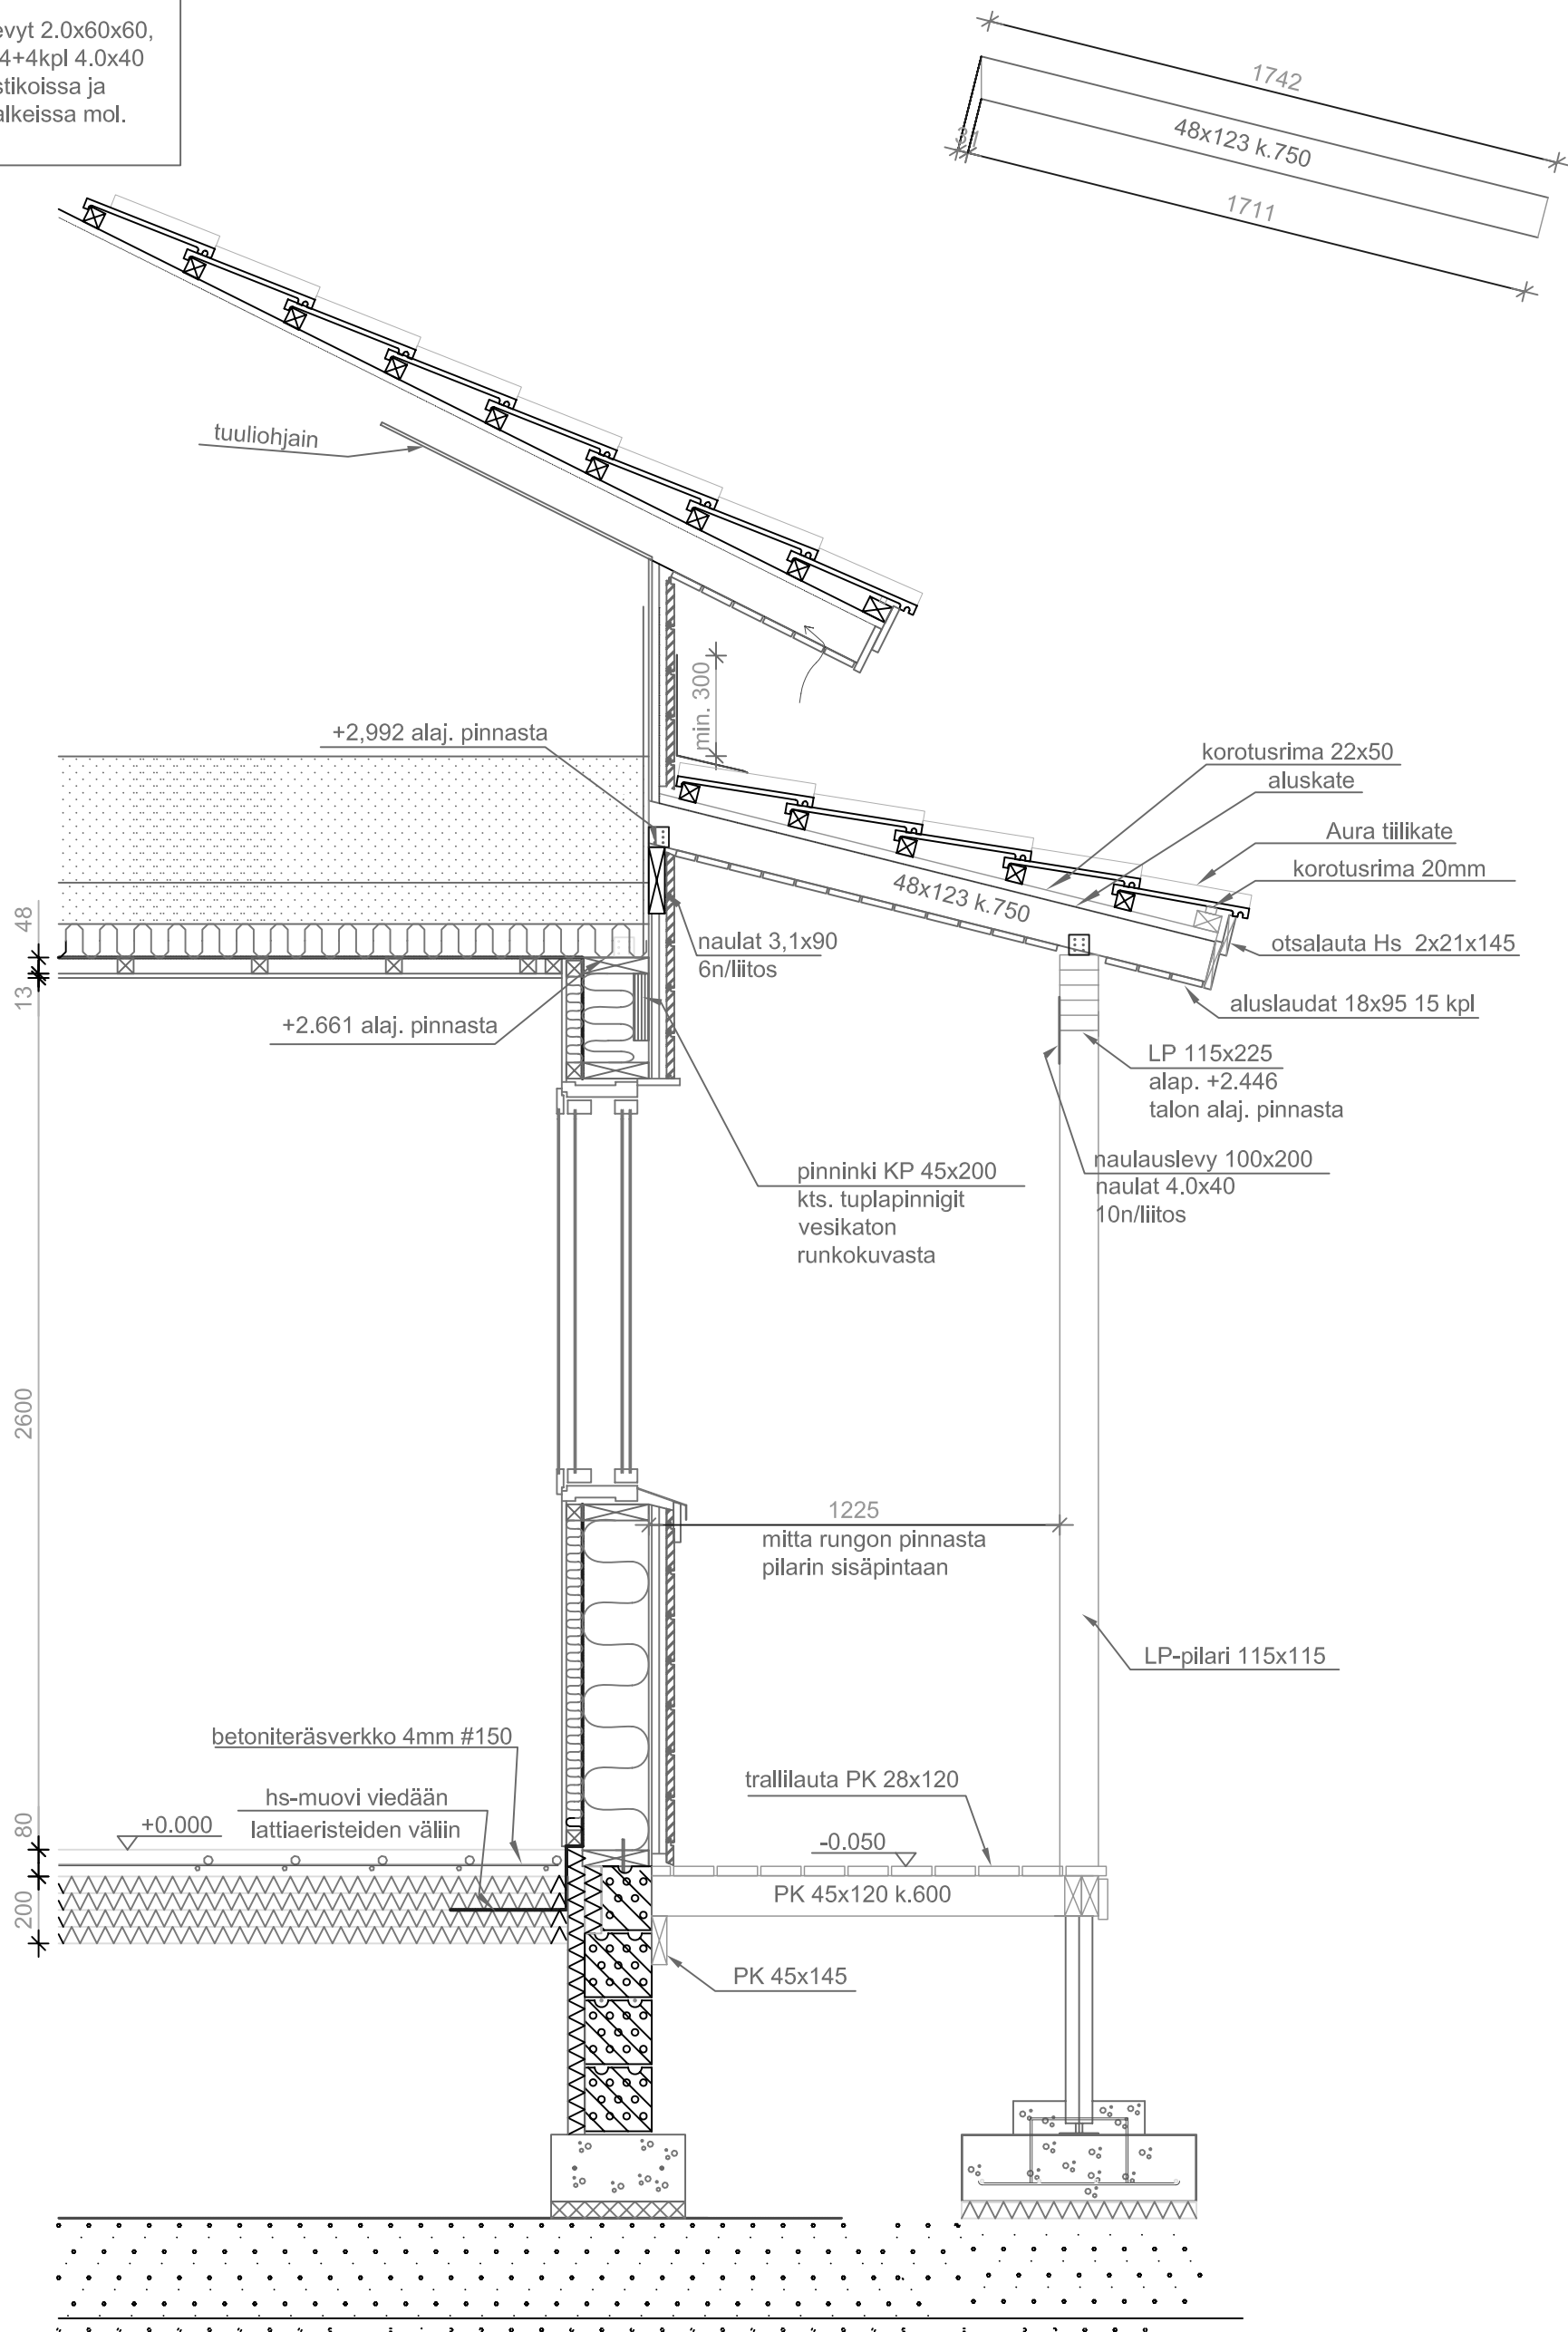 evyt 2.0x60x60,
4+4kpl 4.0x40
stikoissa ja
alkeissa mol.
1742
31
48x123 k.750
1711
tuuliohjain
min. 300
+2,992 alaj. pinnasta
korotusrima 22x50
aluskate
Aura tiilikate
korotusrima 20mm
48x123 k.750
48
naulat 3,1x90
6n/liitos
otsalauta Hs 2x21x145
13
+2.661 alaj. pinnasta
aluslaudat 18x95 15 kpl
LP 115x225
alap. +2.446
talon alaj. pinnasta
pinninki KP 45x200
kts. tuplapinnigit
vesikaton
runkokuvasta
naulauslevy 100x200
naulat 4.0x40
10n/liitos
2600
1225
mitta rungon pinnasta
pilarin sisäpintaan
LP-pilari 115x115
betoniteräsverkko 4mm #150
hs-muovi viedään
lattiaeristeiden väliin
trallilauta PK 28x120
80
+0.000
-0.050
200
PK 45x120 k.600
PK 45x145